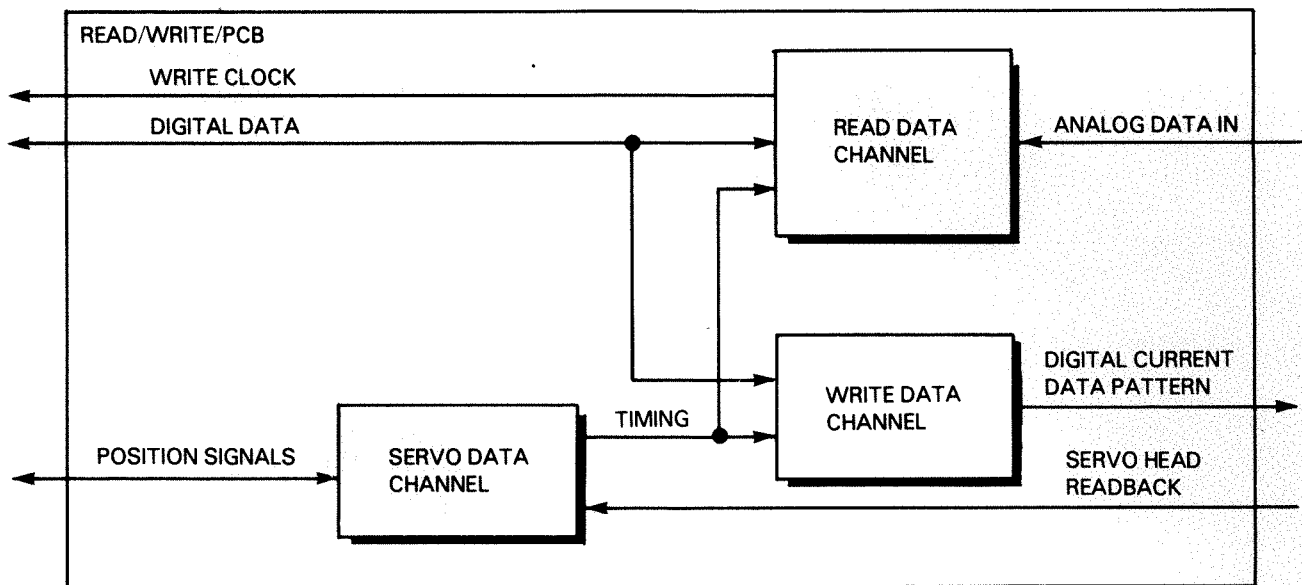 READ/WRITE/PCB
WRITE CLOCK
DIGITAL DATA
READ DATA
CHANNEL
ANALOG DATA IN
DIGITAL CURRENT
DATA PATTERN
WRITE DATA
CHANNEL
TIMING
POSITION SIGNALS
SERVO DATA
CHANNEL
SERVO HEAD
READBACK